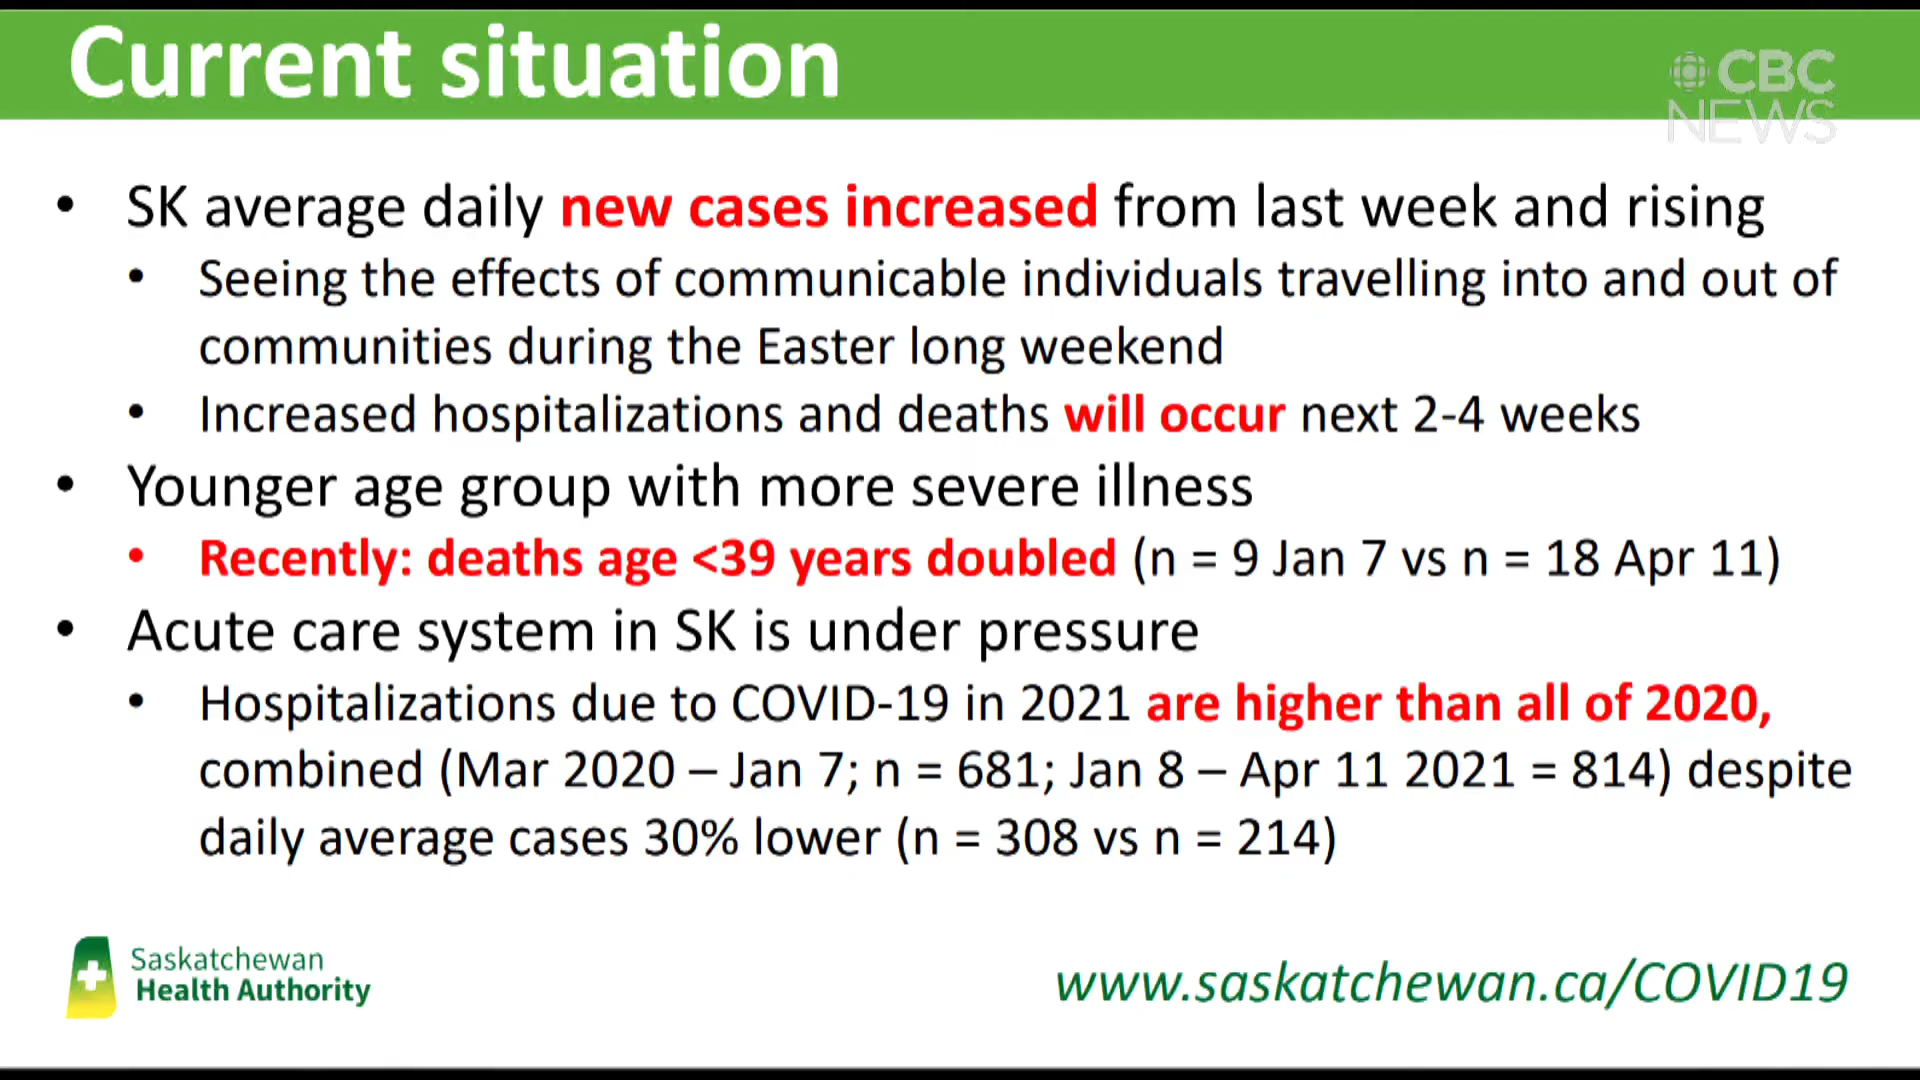 Current situation
CBC
NEWS
• SK average daily new cases increased from last week and rising
• Seeing the effects of communicable individuals travelling into and out of
communities during the Easter long weekend
• Increased hospitalizations and deaths will occur next 2-4 weeks
• Younger age group with more severe illness
• Recently: deaths age <39 years doubled (n = 9 Jan 7 vs n = 18 Apr 11)
• Acute care system in SK is under pressure
• Hospitalizations due to COVID-19 in 2021 are higher than all of 2020,
combined (Mar 2020 – Jan 7; n = 681; Jan 8 – Apr 11 2021 = 814) despite
daily average cases 30% lower (n = 308 vs n = 214)
Saskatchewan
Health Authority
www.saskatchewan.ca/COVID19